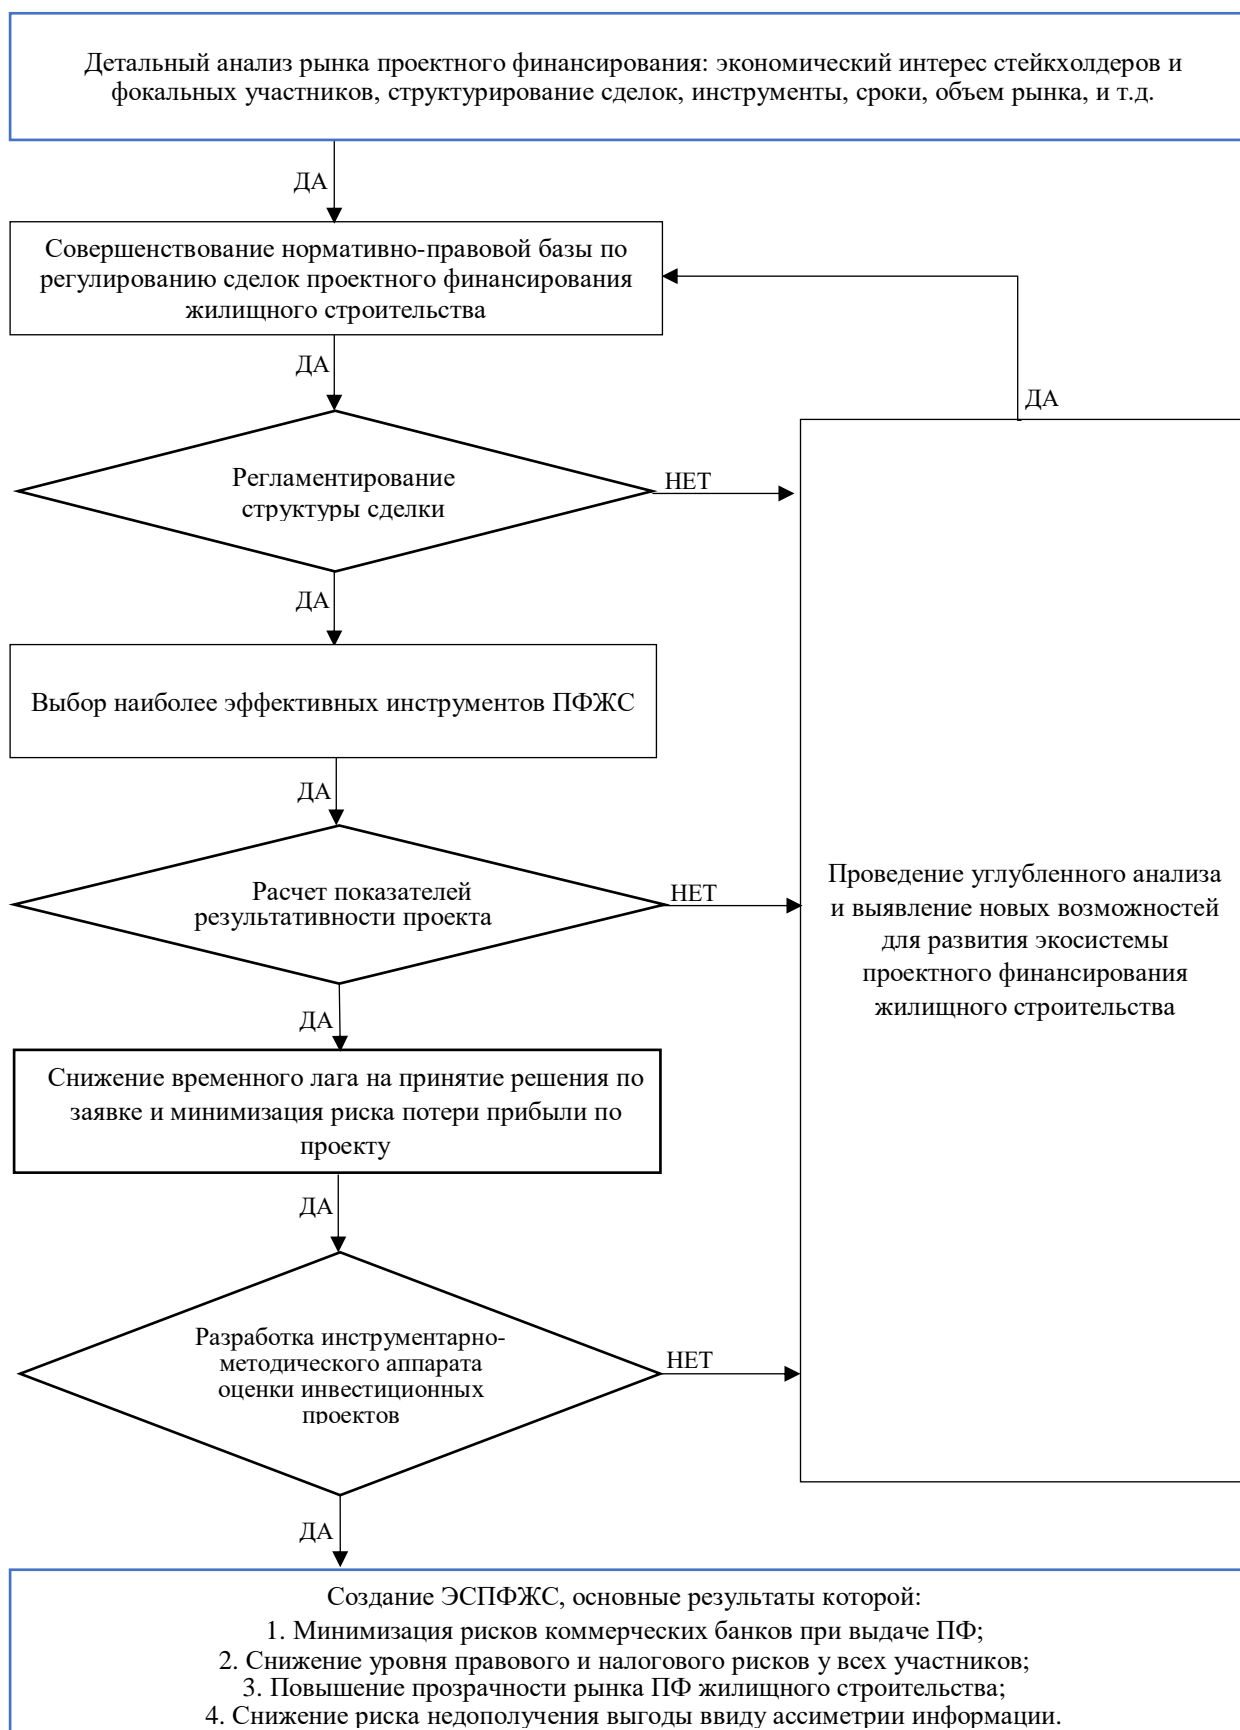 Детальный анализ рынка проектного финансирования: экономический интерес стейкхолдеров и
фокальных участников, структурирование сделок, инструменты, сроки, объем рынка, и т.д.
ДА
Совершенствование нормативно-правовой базы по
регулированию сделок проектного финансирования
жилищного строительства
ДА
ДА
Регламентирование
структуры сделки
НЕТ
ДА
Выбор наиболее эффективных инструментов ПФЖС
ДА
Расчет показателей
результативности проекта
НЕТ
Проведение углубленного анализа
и выявление новых возможностей
для развития экосистемы
проектного финансирования
жилищного строительства
ДА
Снижение временного лага на принятие решения по
заявке и минимизация риска потери прибыли по
проекту
ДА
Разработка инструментарно-
методического аппарата
оценки инвестиционных
проектов
НЕТ
ДА
Создание ЭСПФЖС, основные результаты которой:
1. Минимизация рисков коммерческих банков при выдаче ПФ;
2. Снижение уровня правового и налогового рисков у всех участников;
3. Повышение прозрачности рынка ПФ жилищного строительства;
4. Снижение риска недополучения выгоды ввиду ассиметрии информации.